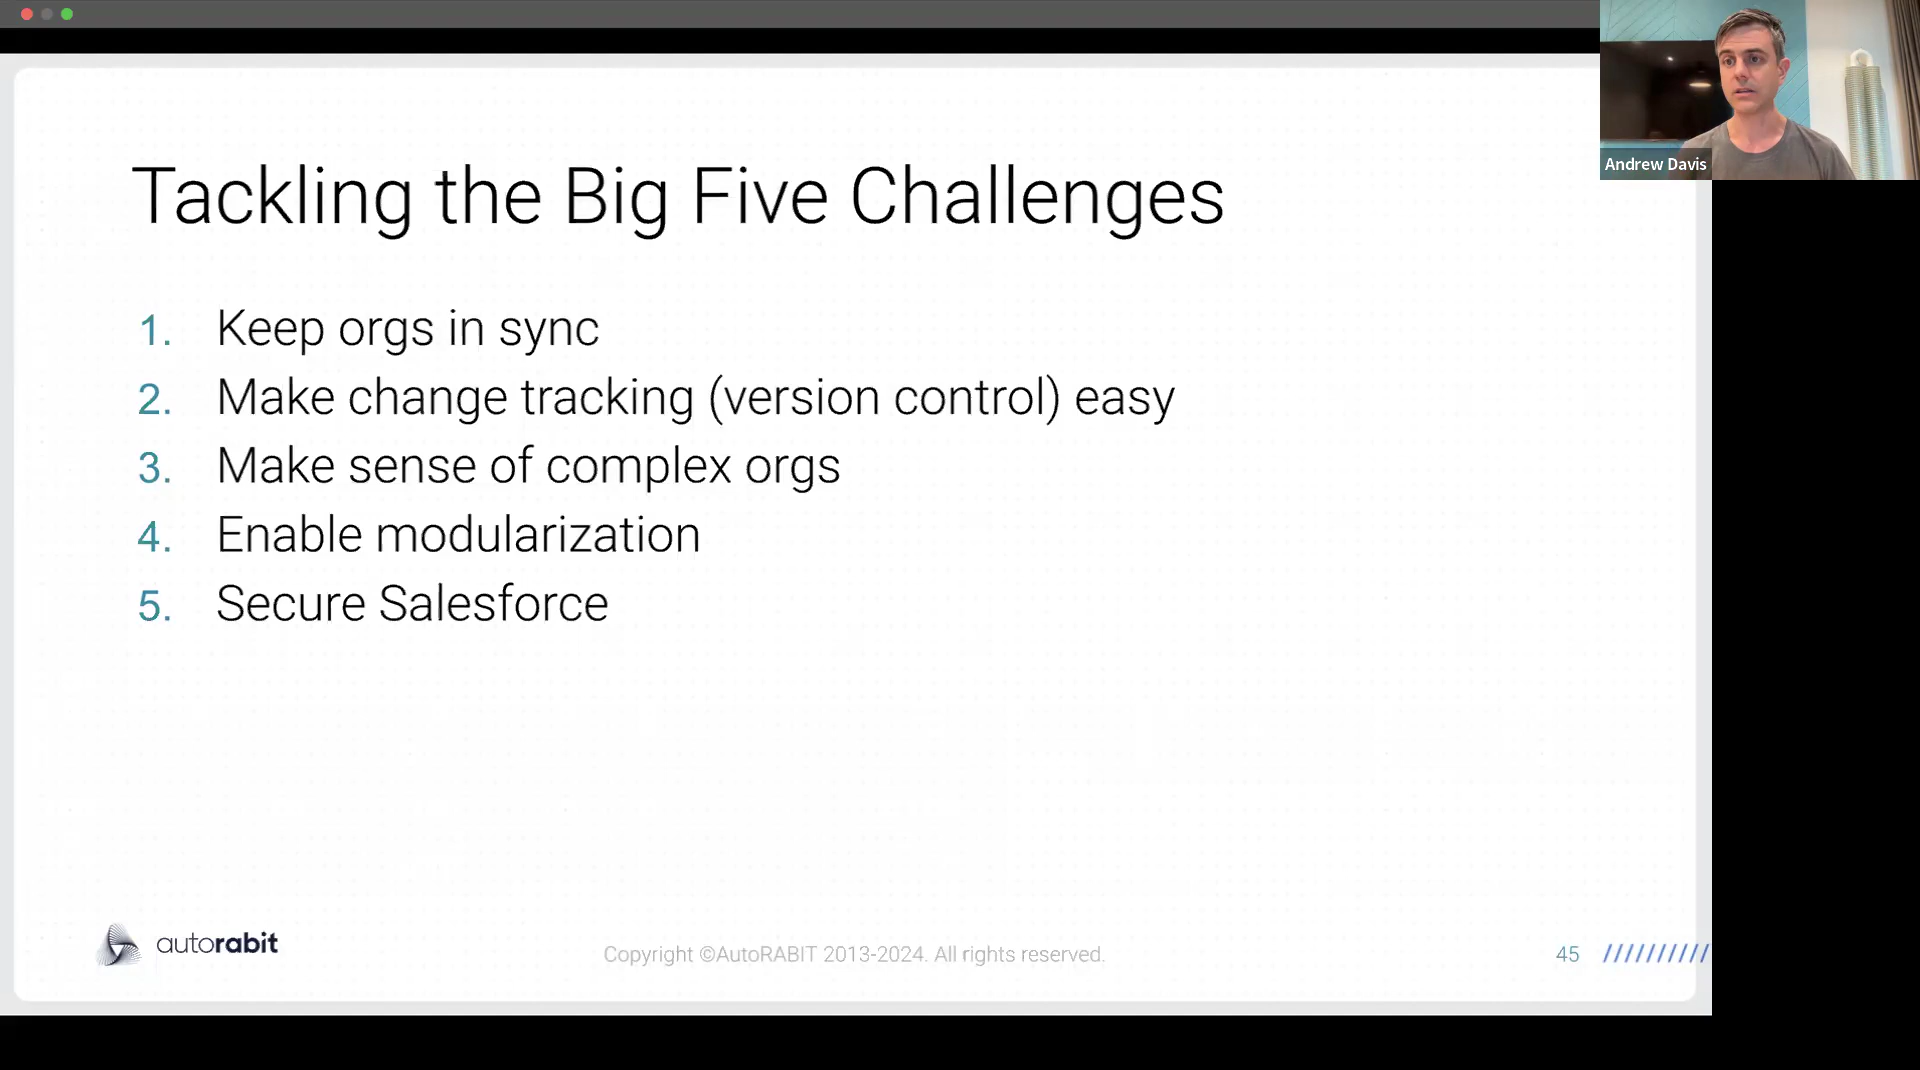 Andrew Davis
Tackling the Big Five Challenges
1. Keep orgs in sync
2. Make change tracking (version control) easy
3. Make sense of complex orgs
4. Enable modularization
5. Secure Salesforce
autorabit
Copyright ©AutoRABIT 2013-2024. All rights reserved.
45 //////////